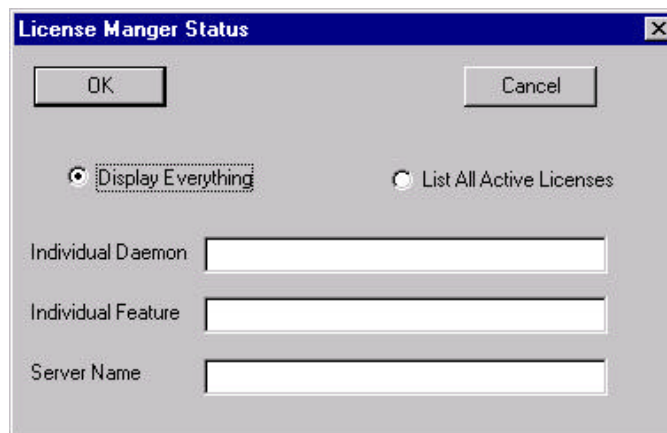 License Manger Status
OK
Cancel
Display Everything
List All Active Licenses
Individual Daemon
Individual Feature
Server Name